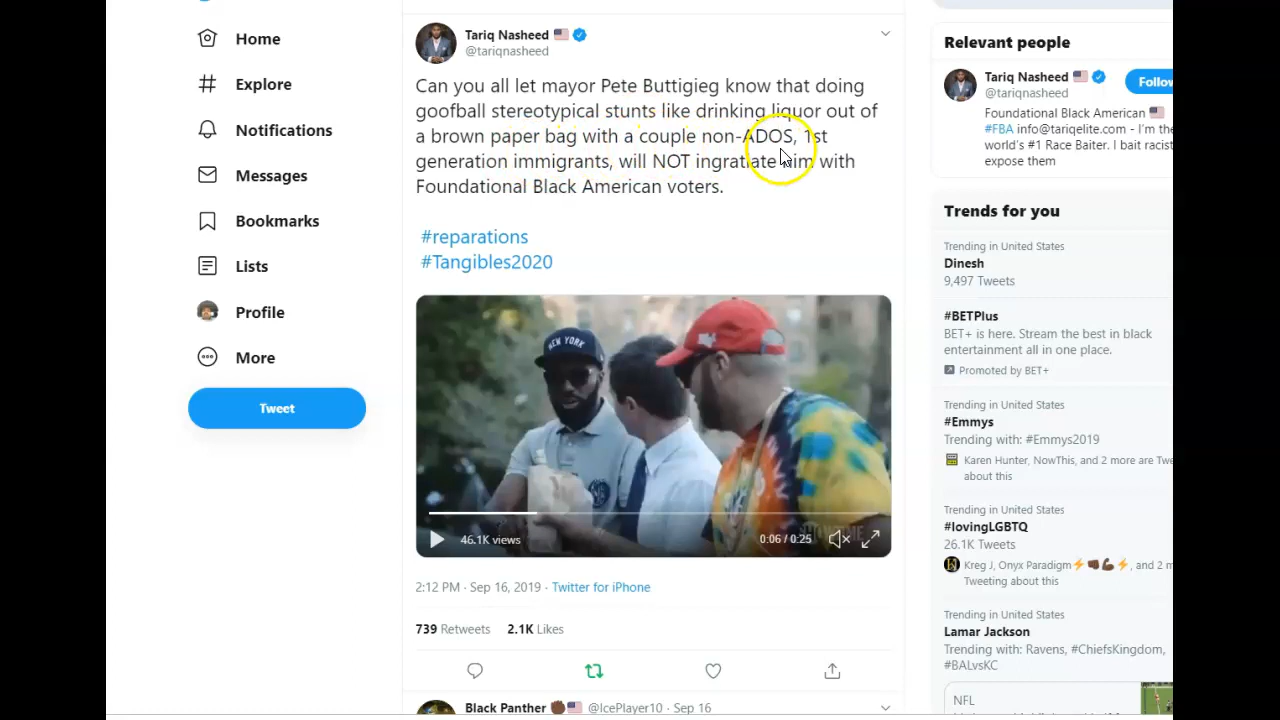 Home
Explore
Notifications
Messages
Bookmarks
Lists
Profile
More
Tweet
Tariq Nasheed
@tariqnasheed
Can you all let mayor Pete Buttigieg know that doing
goofball stereotypical stunts like drinking liquor out of
a brown paper bag with a couple non-ADOS, 1st
generation immigrants, will NOT ingratiate him with
Foundational Black American voters.
#reparations
#Tangibles2020
NEW YORK
46.1K views
0:06 / 0:25
2:12 PM · Sep 16, 2019 · Twitter for iPhone
739 Retweets 2.1K Likes
Black Panther @IcePlayer10 · Sep 16
Relevant people
Tariq Nasheed
@tariqnasheed
Follow
Foundational Black American
#FBA info@tariqelite.com - I'm the
world's #1 Race Baiter. I bait racist
expose them
Trends for you
Trending in United States
Dinesh
9,497 Tweets
#BETPlus
BET+ is here. Stream the best in black
entertainment all in one place.
Promoted by BET+
Trending in United States
#Emmys
Trending with: #Emmys2019
Karen Hunter, NowThis, and 2 more are Twe
about this
Trending in United States
#lovingLGBTQ
26.1K Tweets
Kreg J, Onyx Paradigm⚡, and 2 m
Tweeting about this
Trending in United States
Lamar Jackson
Trending with: Ravens, #ChiefsKingdom,
#BALvsKC
NFL